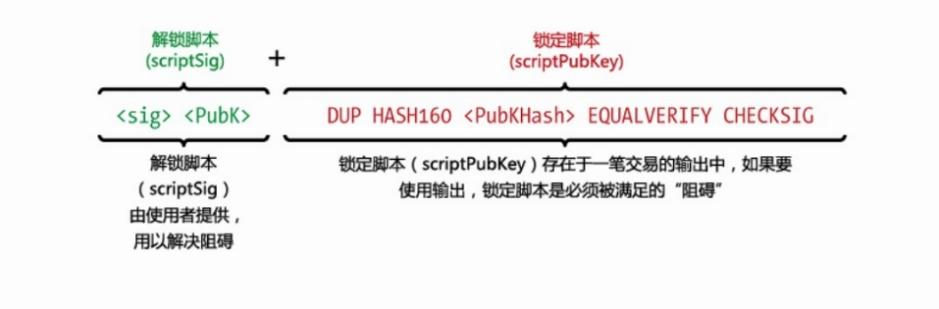 解锁脚本
(scriptSig)
+
锁定脚本
(scriptPubKey)
<sig> <PubK>
DUP HASH160 <PubKHash> EQUALVERIFY CHECKSIG
解锁脚本
（scriptSig）
由使用者提供，
用以解决阻碍
锁定脚本（scriptPubKey）存在于一笔交易的输出中，如果要
使用输出，锁定脚本是必须被满足的“阻碍”